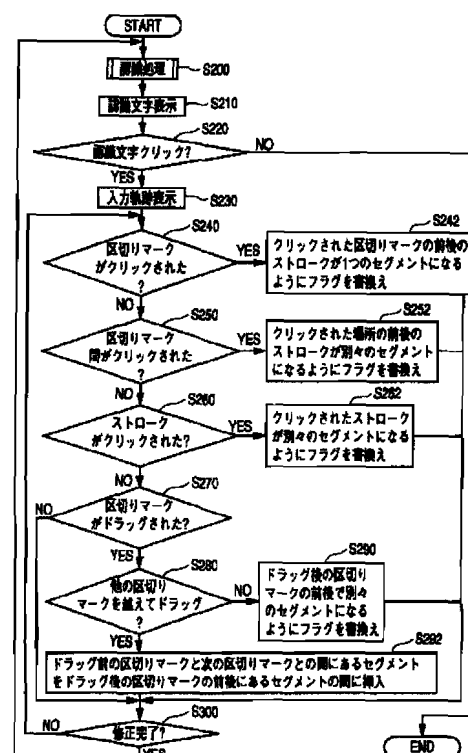 START
認識処理
S200
認識文字表示
S210
S220
認識文字クリック?
NO
YES
入力軌跡表示
S230
S240
区切りマーク
がクリックされた
?
YES
S242
クリックされた区切りマークの前後の
ストロークが1つのセグメントになる
ようにフラグを書換え
NO
S250
区切りマーク
間がクリックされた
?
YES
S252
クリックされた場所の前後の
ストロークが別々のセグメント
になるようにフラグを書換え
NO
S260
ストローク
がクリックされた?
YES
S262
クリックされたストローク
が別々のセグメントになる
ようにフラグを書換え
NO
S270
区切りマーク
がドラッグされた?
NO
YES
S280
他の区切り
マークを越えてドラッグ
?
NO
S290
ドラッグ後の区切り
マークの前後で別々
のセグメントになる
ようにフラグを書換え
YES
S292
ドラッグ前の区切りマークと次の区切りマークとの間にあるセグメント
をドラッグ後の区切りマークの前後にあるセグメントの間に挿入
S300
修正完了?
NO
YES
END